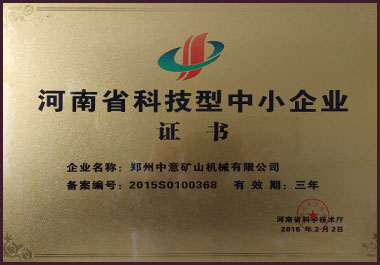 河南省科技型中小企业
证书
企业名称：郑州中意矿山机械有限公司
备案编号：2015S0100368 有效期：三年
河南省科学技术厅
2016年3月2日